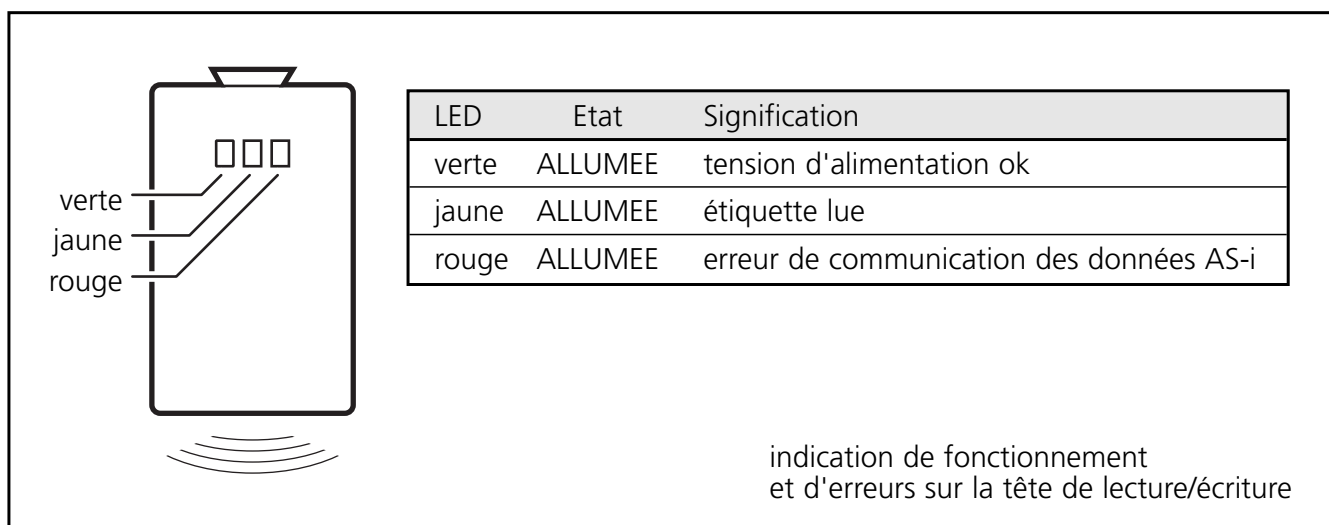 verte
jaune
rouge
LED Etat Signification
verte ALLUMEE tension d'alimentation ok
jaune ALLUMEE étiquette lue
rouge ALLUMEE erreur de communication des données AS-i
indication de fonctionnement
et d'erreurs sur la tête de lecture/écriture